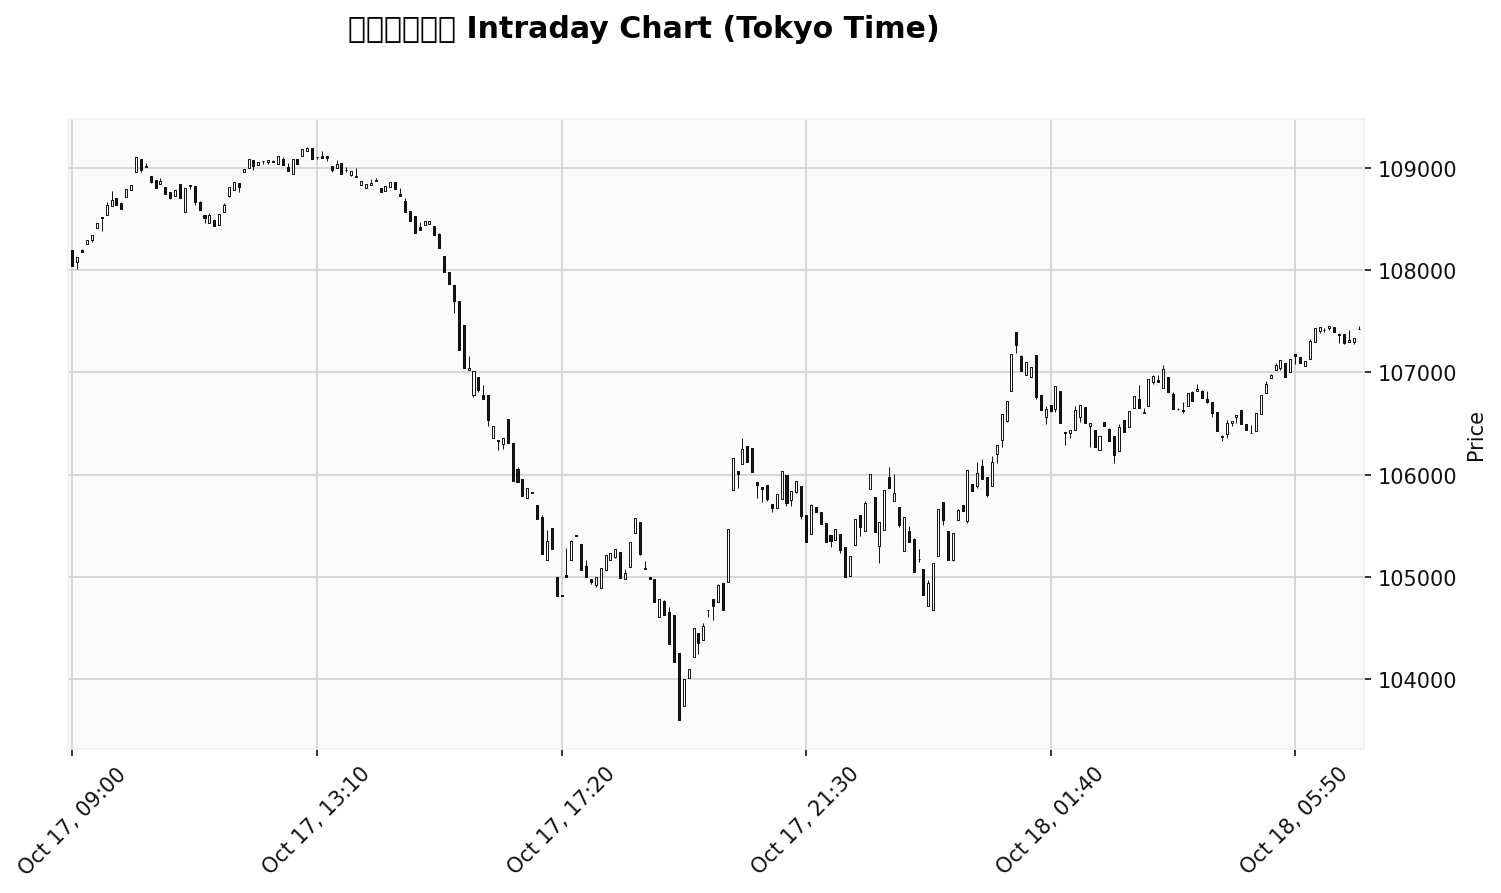 Intraday Chart (Tokyo Time)
109000
108000
107000
106000
105000
104000
Price
Oct 17, 09:00
Oct 17, 13:10
Oct 17, 17:20
Oct 17, 21:30
Oct 18, 01:40
Oct 18, 05:50